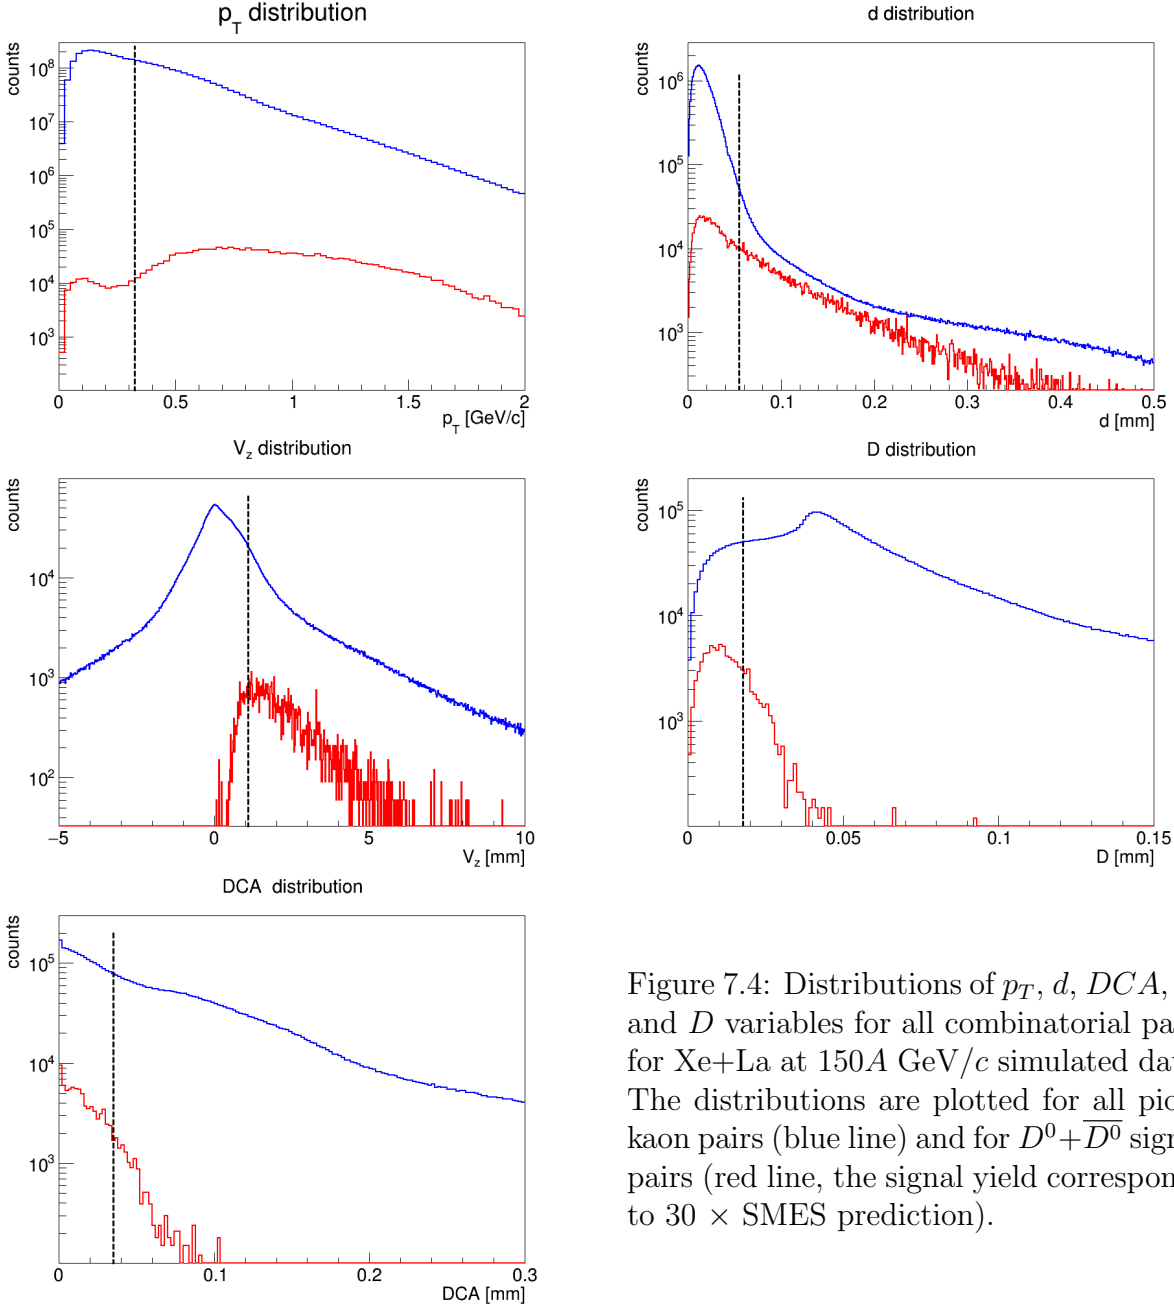 p_T distribution
counts
10^8
10^7
10^6
10^5
10^4
10^3
0 0.5 1 1.5 2
p_T [GeV/c]
d distribution
counts
10^6
10^5
10^4
10^3
0 0.1 0.2 0.3 0.4 0.5
d [mm]
V_z distribution
counts
10^4
10^3
10^2
−5 0 5 10
V_z [mm]
D distribution
counts
10^5
10^4
10^3
0 0.05 0.1 0.15
D [mm]
DCA distribution
counts
10^5
10^4
10^3
0 0.1 0.2 0.3
DCA [mm]
Figure 7.4: Distributions of p_T, d, DCA,
and D variables for all combinatorial pa
for Xe+La at 150A GeV/c simulated da
The distributions are plotted for all pio
kaon pairs (blue line) and for D^0+\overline{D^0} sign
pairs (red line, the signal yield correspon
to 30 × SMES prediction).